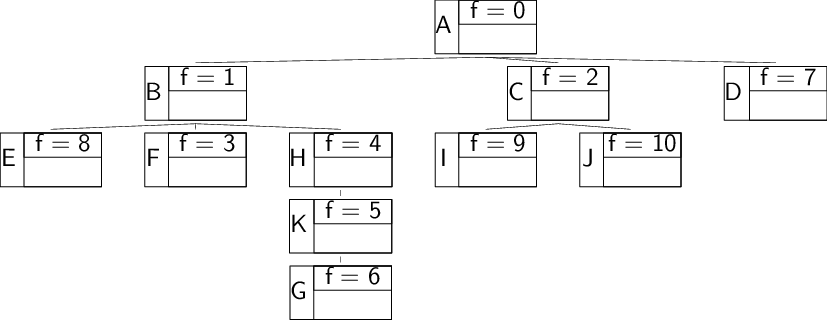 A f = 0
B f = 1
C f = 2
D f = 7
E f = 8
F f = 3
H f = 4
I f = 9
J f = 10
K f = 5
G f = 6